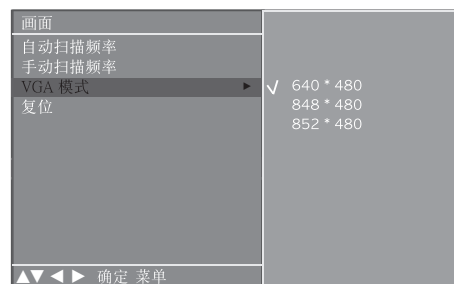 画面
自动扫描频率
手动扫描频率
VGA 模式 ►
复位
√ 640 * 480
848 * 480
852 * 480
▲▼◄► 确定 菜单